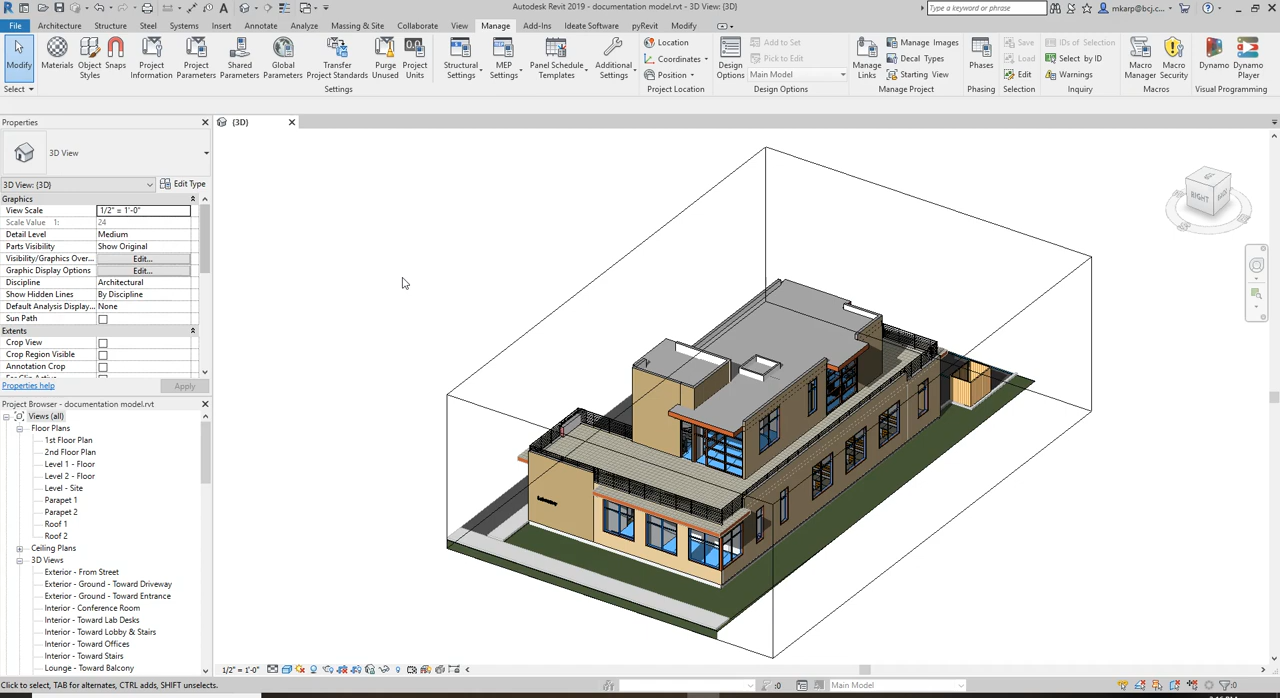 Autodesk Revit 2019 - documentation model.rvt - 3D View: {3D}
Type a keyword or phrase
mkarp@bcj.c...
File Architecture Structure Steel Systems Insert Annotate Analyze Massing & Site Collaborate View Manage Add-Ins Ideate Software pyRevit Modify
Modify
Materials
Object Styles
Snaps
Project Information
Project Parameters
Shared Parameters
Global Parameters
Transfer Project Standards
Purge Unused
Project Units
Structural Settings
MEP Settings
Panel Schedule Templates
Additional Settings
Location
Coordinates
Position
Design Options
Add to Set
Pick to Edit
Main Model
Manage Links
Manage Images
Decal Types
Starting View
Phases
Save
Load
Edit
IDs of Selection
Select by ID
Warnings
Macro Manager
Macro Security
Dynamo
Dynamo Player
Select
Settings
Project Location
Design Options
Manage Project
Phasing
Selection
Inquiry
Macros
Visual Programming
Properties
{3D}
3D View
3D View: {3D}
Edit Type
Graphics
View Scale 1/2" = 1'-0"
Scale Value 1: 24
Detail Level Medium
Parts Visibility Show Original
Visibility/Graphics Over... Edit...
Graphic Display Options Edit...
Discipline Architectural
Show Hidden Lines By Discipline
Default Analysis Display... None
Sun Path
Extents
Crop View
Crop Region Visible
Annotation Crop
Properties help
Apply
Project Browser - documentation model.rvt
Views (all)
Floor Plans
1st Floor Plan
2nd Floor Plan
Level 1 - Floor
Level 2 - Floor
Level - Site
Parapet 1
Parapet 2
Roof 1
Roof 2
Ceiling Plans
3D Views
Exterior - From Street
Exterior - Ground - Toward Driveway
Exterior - Ground - Toward Entrance
Interior - Conference Room
Interior - Toward Lab Desks
Interior - Toward Lobby & Stairs
Interior - Toward Offices
Interior - Toward Stairs
Lounge - Toward Balcony
RIGHT
1/2" = 1'-0"
Click to select, TAB for alternates, CTRL adds, SHIFT unselects.
:0
Main Model
:0